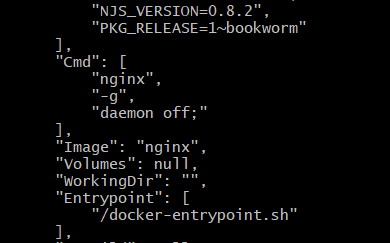 "NJS_VERSION=0.8.2",
"PKG_RELEASE=1~bookworm"
],
"Cmd": [
"nginx",
"-g",
"daemon off;"
],
"Image": "nginx",
"Volumes": null,
"WorkingDir": "",
"Entrypoint": [
"/docker-entrypoint.sh"
],